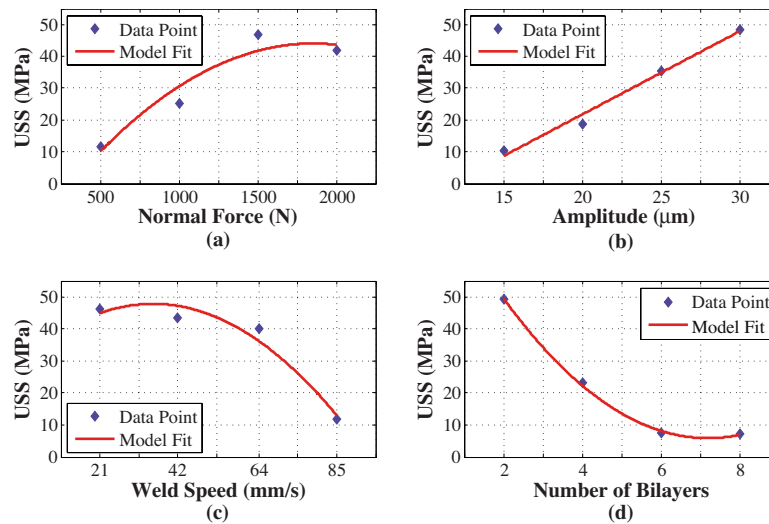 50
40
30
20
10
0
USS (MPa)
Data Point
Model Fit
500
1000
1500
2000
Normal Force (N)
(a)
50
40
30
20
10
0
USS (MPa)
Data Point
Model Fit
15
20
25
30
Amplitude (μm)
(b)
50
40
30
20
10
0
USS (MPa)
Data Point
Model Fit
21
42
64
85
Weld Speed (mm/s)
(c)
50
40
30
20
10
0
USS (MPa)
Data Point
Model Fit
2
4
6
8
Number of Bilayers
(d)